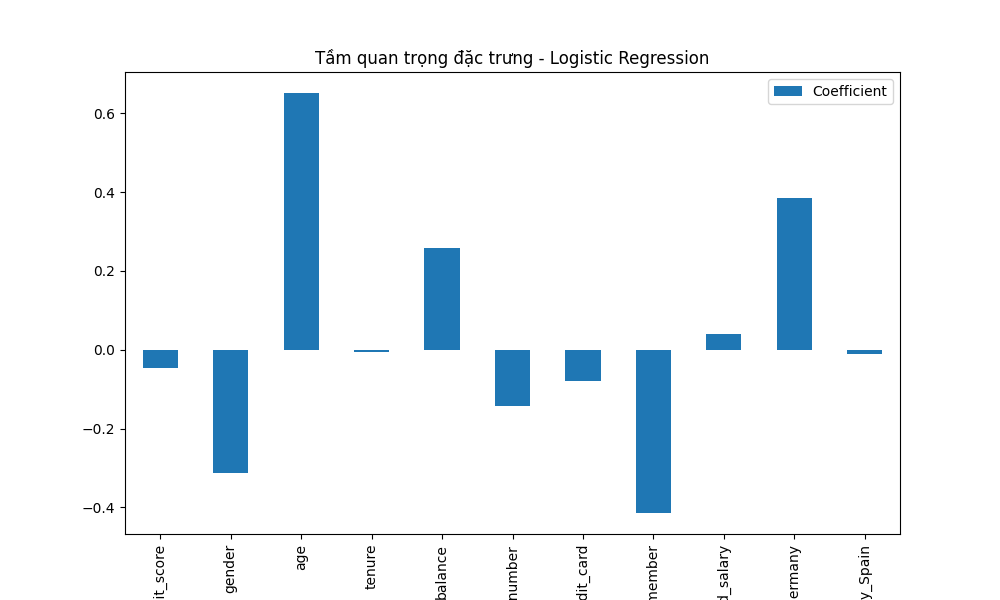 Tầm quan trọng đặc trưng - Logistic Regression
Coefficient
0.6
0.4
0.2
0.0
−0.2
−0.4
it_score
gender
age
tenure
balance
number
dit_card
member
d_salary
ermany
y_Spain